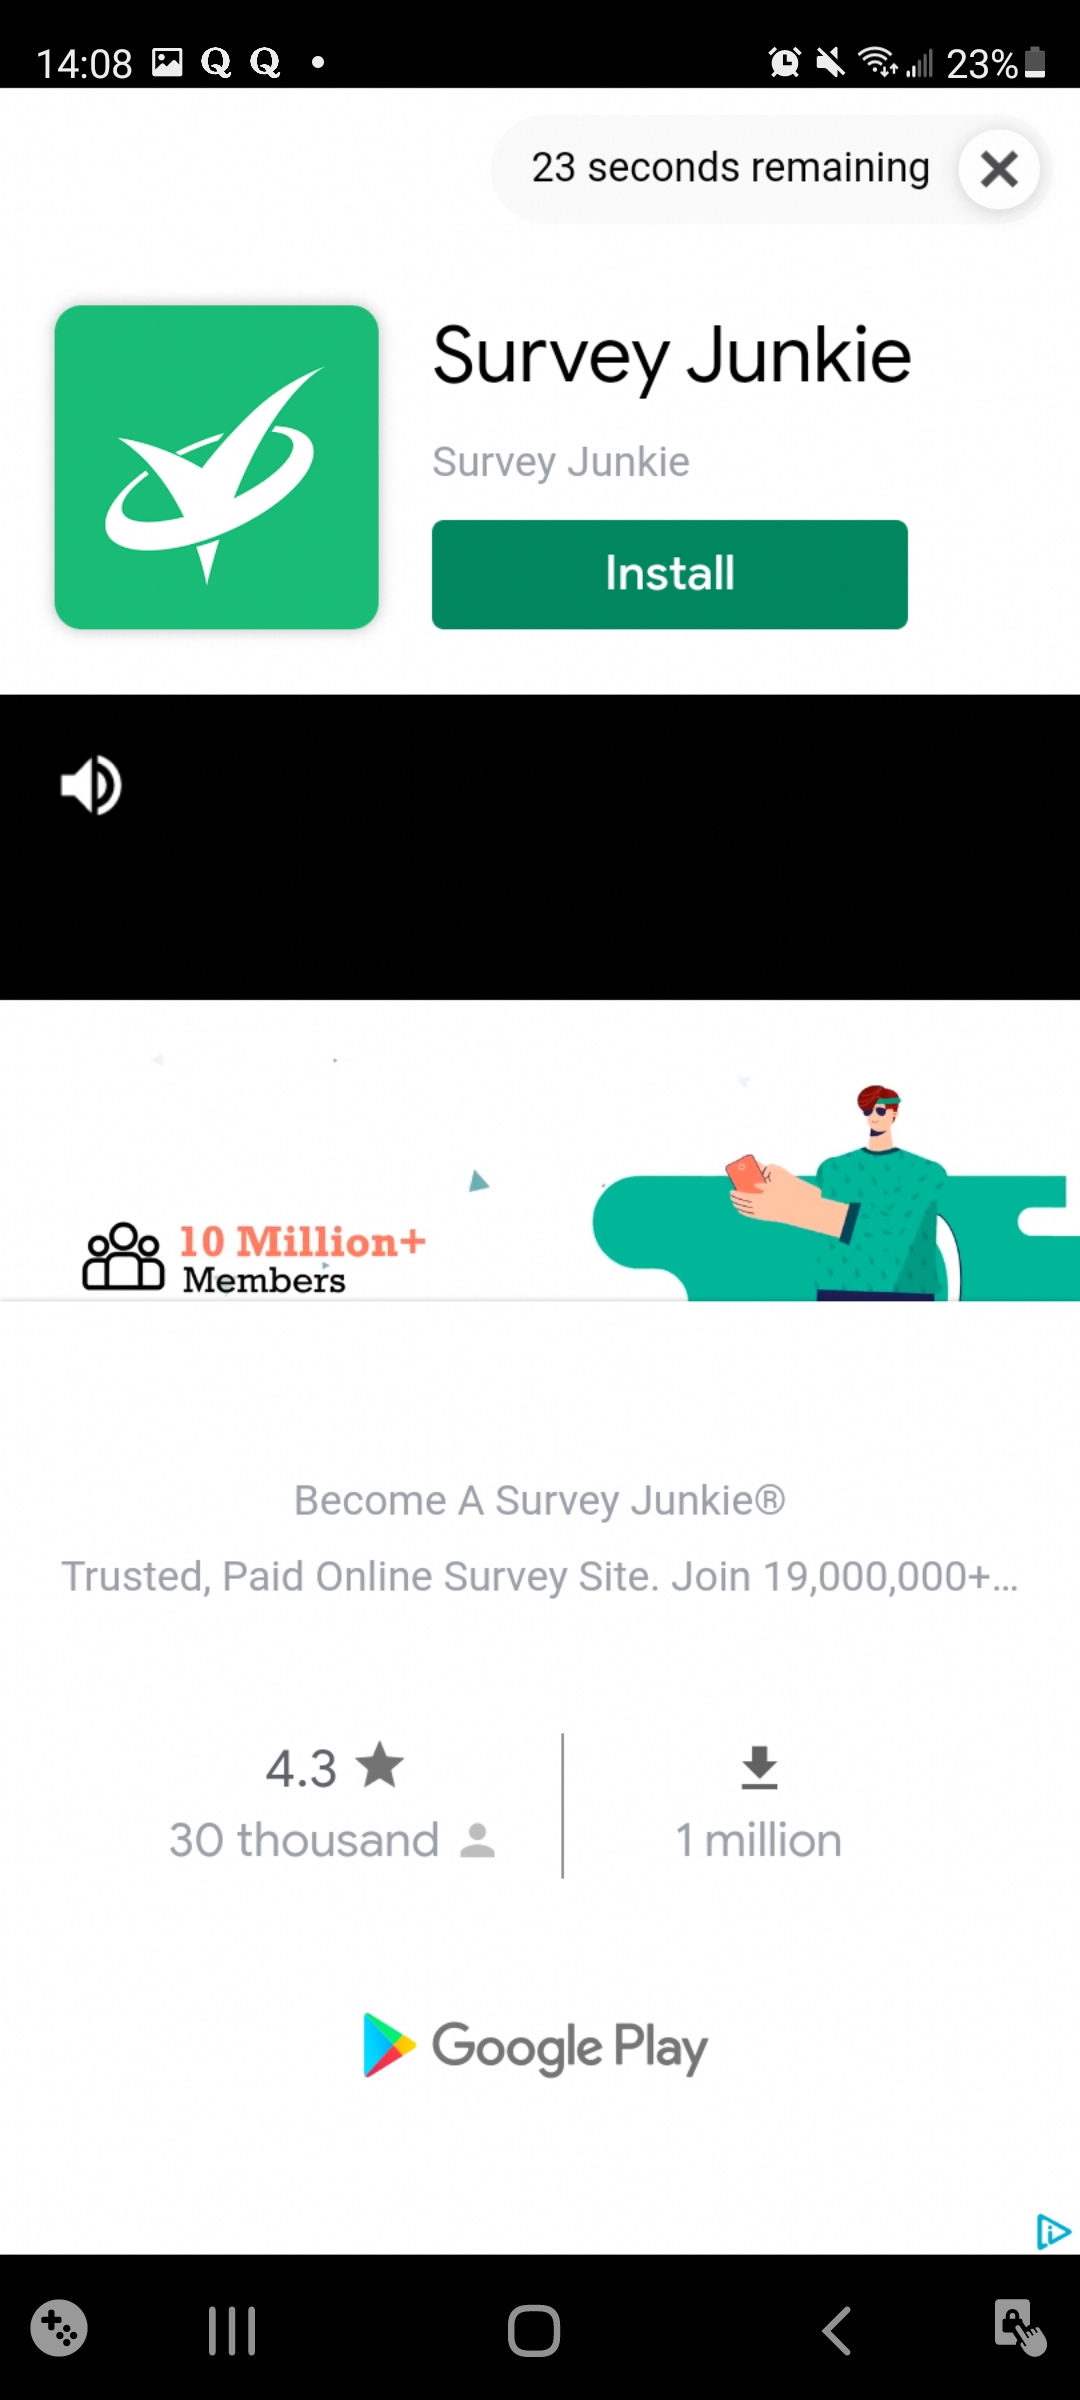 14:08 Q Q 23%
23 seconds remaining
Survey Junkie
Survey Junkie
Install
10 Million+
Members
Become A Survey Junkie®
Trusted, Paid Online Survey Site. Join 19,000,000+...
4.3
30 thousand
1 million
Google Play